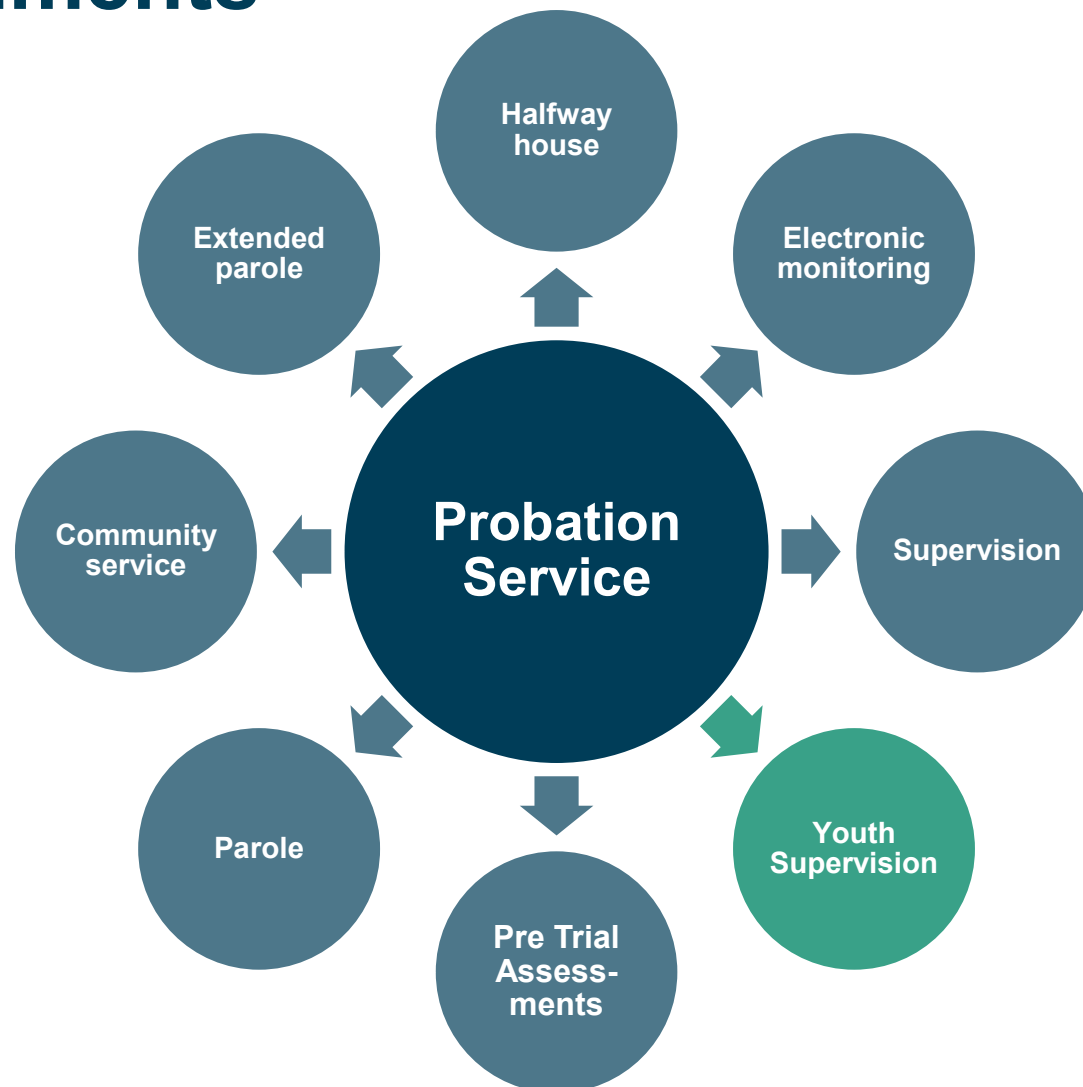 Halfway
house
Extended
parole
Electronic
monitoring
Community
service
Probation
Service
Supervision
Parole
Youth
Supervision
Pre Trial
Assess-
ments